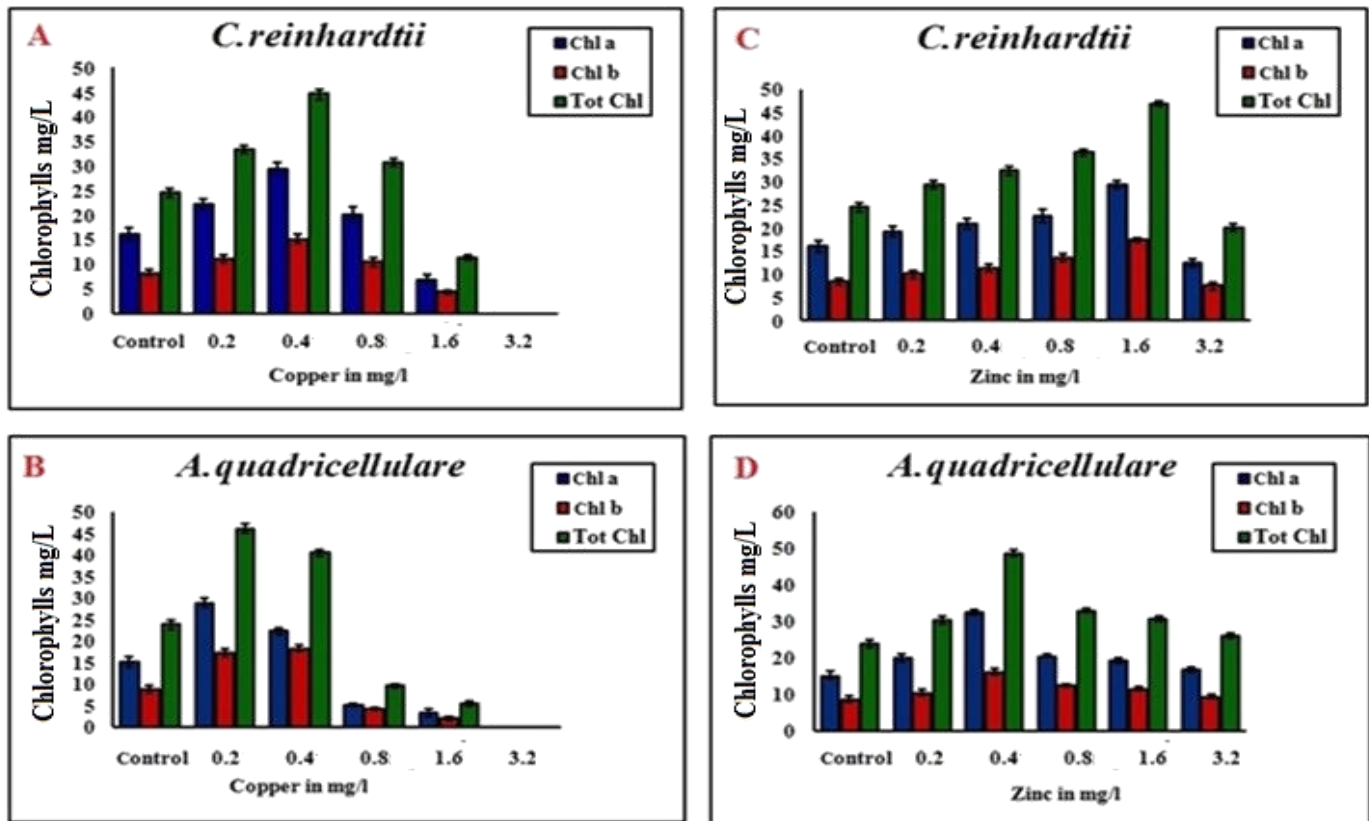 A
C.reinhardtii
Chl a
Chl b
Tot Chl
Chlorophylls mg/L
50
45
40
35
30
25
20
15
10
5
0
Control 0.2 0.4 0.8 1.6 3.2
Copper in mg/l
C
C.reinhardtii
Chl a
Chl b
Tot Chl
Chlorophylls mg/L
50
45
40
35
30
25
20
15
10
5
0
Control 0.2 0.4 0.8 1.6 3.2
Zinc in mg/l
B
A.quadricellulare
Chl a
Chl b
Tot Chl
Chlorophylls mg/L
50
45
40
35
30
25
20
15
10
5
0
Control 0.2 0.4 0.8 1.6 3.2
Copper in mg/l
D
A.quadricellulare
Chl a
Chl b
Tot Chl
Chlorophylls mg/L
60
50
40
30
20
10
0
Control 0.2 0.4 0.8 1.6 3.2
Zinc in mg/l